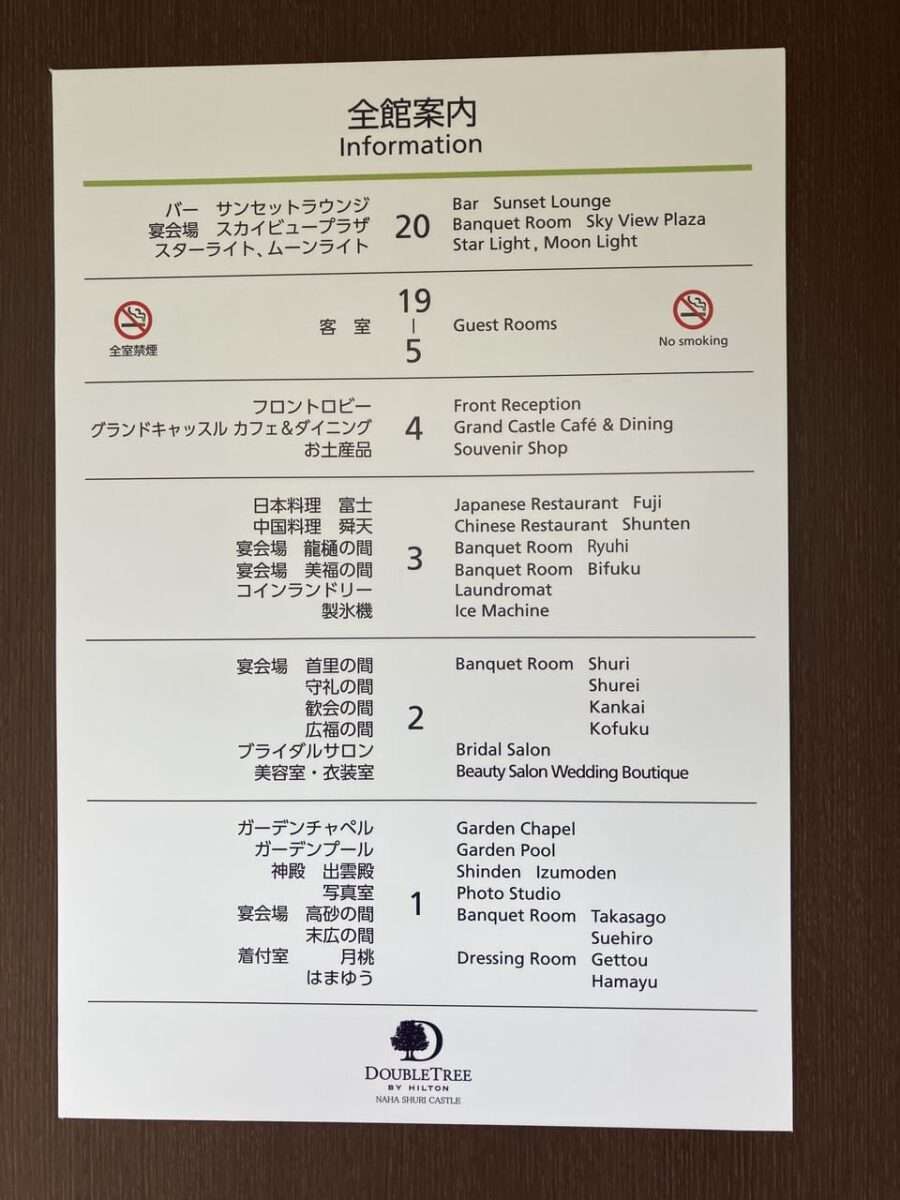 全館案内
Information
バー サンセットラウンジ 20 Bar Sunset Lounge
宴会場 スカイビュープラザ Banquet Room Sky View Plaza
スターライト、ムーンライト Star Light , Moon Light
全室禁煙 客 室 19 - 5 Guest Rooms No smoking
フロントロビー 4 Front Reception
グランドキャッスル カフェ&ダイニング Grand Castle Café & Dining
お土産品 Souvenir Shop
日本料理 富士 3 Japanese Restaurant Fuji
中国料理 舜天 Chinese Restaurant Shunten
宴会場 龍樋の間 Banquet Room Ryuhi
宴会場 美福の間 Banquet Room Bifuku
コインランドリー Laundromat
製氷機 Ice Machine
宴会場 首里の間 2 Banquet Room Shuri
守礼の間 Shurei
歓会の間 Kankai
広福の間 Kofuku
ブライダルサロン Bridal Salon
美容室・衣装室 Beauty Salon Wedding Boutique
ガーデンチャペル 1 Garden Chapel
ガーデンプール Garden Pool
神殿 出雲殿 Shinden Izumoden
写真室 Photo Studio
宴会場 高砂の間 Banquet Room Takasago
末広の間 Suehiro
着付室 月桃 Dressing Room Gettou
はまゆう Hamayu
D
DOUBLETREE
BY HILTON
NAHA SHURI CASTLE